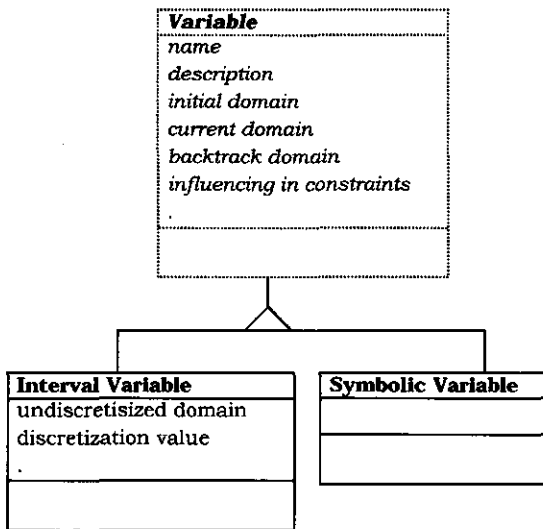 Variable
name
description
initial domain
current domain
backtrack domain
influencing in constraints
.
Interval Variable
undiscretisized domain
discretization value
.
Symbolic Variable